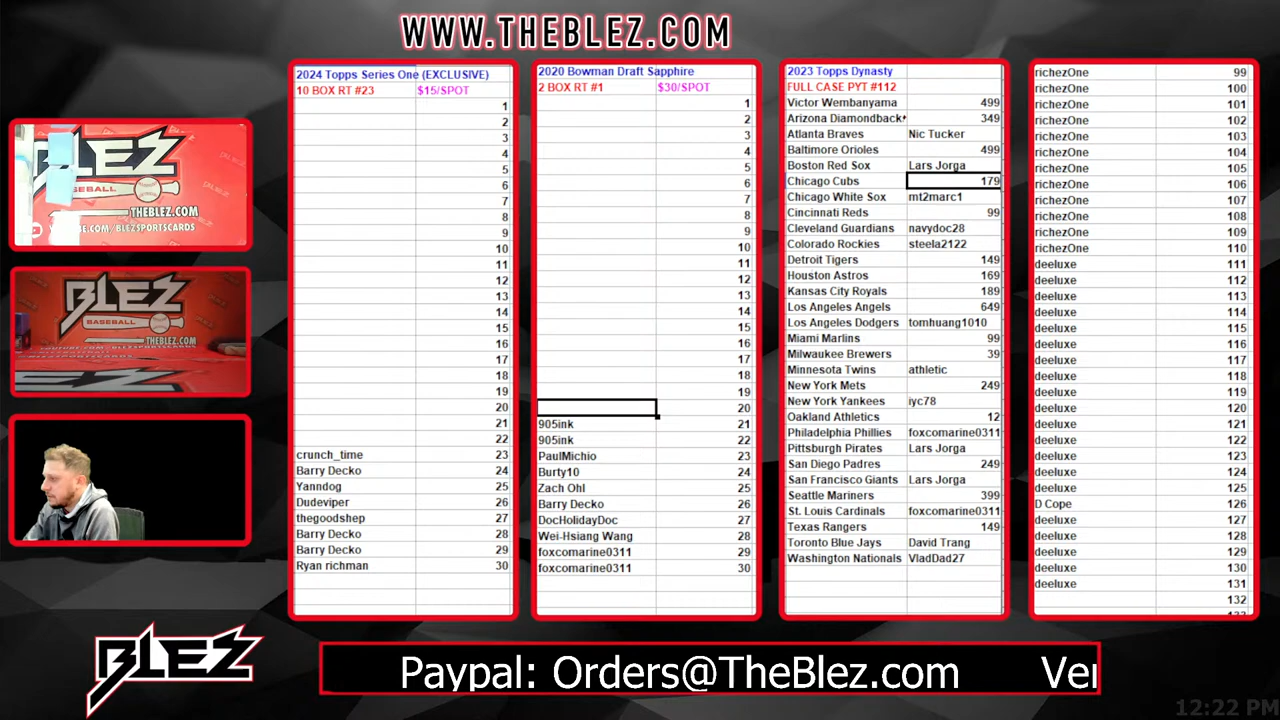 WWW.THEBLEZ.COM
2024 Topps Series One (EXCLUSIVE)
10 BOX RT #23 $15/SPOT
1
2
3
4
5
6
7
8
9
10
11
12
13
14
15
16
17
18
19
20
21
22
crunch_time 23
Barry Decko 24
Yanndog 25
Dudeviper 26
thegoodshep 27
Barry Decko 28
Barry Decko 29
Ryan richman 30
2020 Bowman Draft Sapphire
2 BOX RT #1 $30/SPOT
1
2
3
4
5
6
7
8
9
10
11
12
13
14
15
16
17
18
19
20
905ink 21
905ink 22
PaulMichio 23
Burty10 24
Zach Ohl 25
Barry Decko 26
DocHolidayDoc 27
Wei-Hsiang Wang 28
foxcomarine0311 29
foxcomarine0311 30
2023 Topps Dynasty
FULL CASE PYT #112
Victor Wembanyama 499
Arizona Diamondback 349
Atlanta Braves Nic Tucker
Baltimore Orioles 499
Boston Red Sox Lars Jorga
Chicago Cubs 179
Chicago White Sox mt2marc1
Cincinnati Reds 99
Cleveland Guardians navydoc28
Colorado Rockies steela2122
Detroit Tigers 149
Houston Astros 169
Kansas City Royals 189
Los Angeles Angels 649
Los Angeles Dodgers tomhuang1010
Miami Marlins 99
Milwaukee Brewers 39
Minnesota Twins athletic
New York Mets 249
New York Yankees iyc78
Oakland Athletics 12
Philadelphia Phillies foxcomarine0311
Pittsburgh Pirates Lars Jorga
San Diego Padres 249
San Francisco Giants Lars Jorga
Seattle Mariners 399
St. Louis Cardinals foxcomarine0311
Texas Rangers 149
Toronto Blue Jays David Trang
Washington Nationals VladDad27
richezOne 99
richezOne 100
richezOne 101
richezOne 102
richezOne 103
richezOne 104
richezOne 105
richezOne 106
richezOne 107
richezOne 108
richezOne 109
richezOne 110
deeluxe 111
deeluxe 112
deeluxe 113
deeluxe 114
deeluxe 115
deeluxe 116
deeluxe 117
deeluxe 118
deeluxe 119
deeluxe 120
deeluxe 121
deeluxe 122
deeluxe 123
deeluxe 124
deeluxe 125
D Cope 126
deeluxe 127
deeluxe 128
deeluxe 129
deeluxe 130
deeluxe 131
132
BLEZ
BASEBALL
THEBLEZ.COM
BLEZ
BASEBALL
THEBLEZ.COM
BLEZ
Paypal: Orders@TheBlez.com Ve
12:22 PM